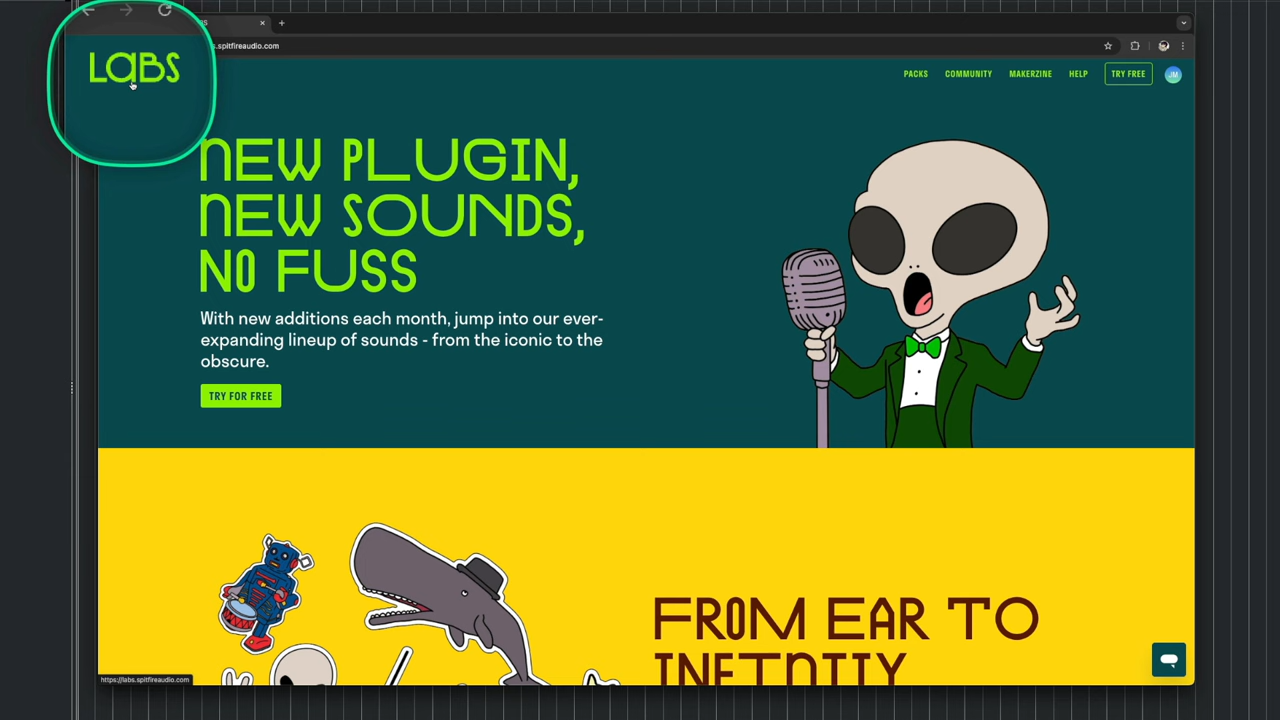 s.spitfireaudio.com
LABS
PACKS COMMUNITY MAKERZINE HELP TRY FREE JM
NEW PLUGIN,
NEW SOUNDS,
NO FUSS
With new additions each month, jump into our ever-
expanding lineup of sounds - from the iconic to the
obscure.
TRY FOR FREE
FROM EAR TO
INFINITY
https://labs.spitfireaudio.com